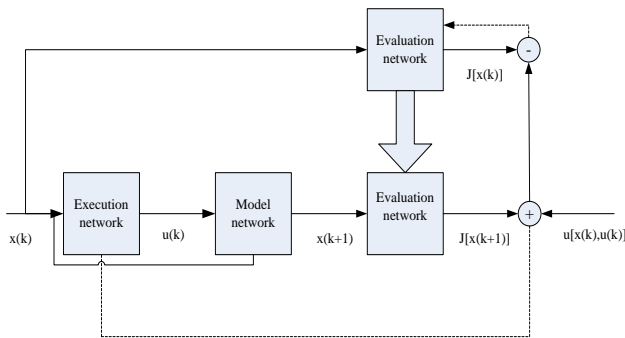 Evaluation
network
-
J[x(k)]
Execution
network
Model
network
Evaluation
network
+
x(k)
u(k)
x(k+1)
J[x(k+1)]
u[x(k),u(k)]